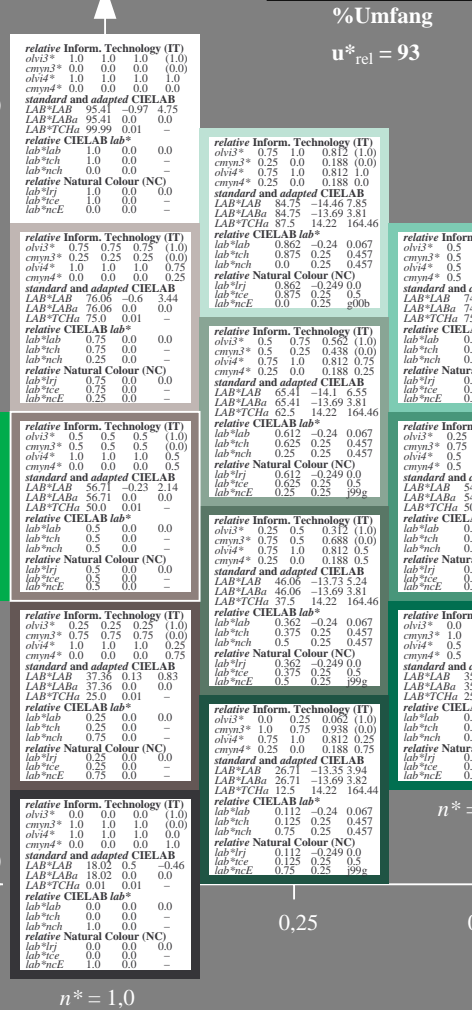 %Umfang
u*rel = 93
relative Inform. Technology (IT)
olvi3* 1.0 1.0 1.0 (1.0)
cmyn3* 0.0 0.0 0.0 (0.0)
olvi4* 1.0 1.0 1.0 1.0
cmyn4* 0.0 0.0 0.0 0.0
standard and adapted CIELAB
LAB*LAB 95.41 −0.97 4.75
LAB*LABa 95.41 0.0 0.0
LAB*TCHa 99.99 0.01 –
relative CIELAB lab*
lab*lab 1.0 0.0 0.0
lab*tch 1.0 0.0 –
lab*nch 0.0 0.0 –
relative Natural Colour (NC)
lab*lrj 1.0 0.0 0.0
lab*tce 1.0 0.0 –
lab*ncE 0.0 0.0 –
relative Inform. Technology (IT)
olvi3* 0.75 0.75 0.75 (1.0)
cmyn3* 0.25 0.25 0.25 (0.0)
olvi4* 1.0 1.0 1.0 0.75
cmyn4* 0.0 0.0 0.0 0.25
standard and adapted CIELAB
LAB*LAB 76.06 −0.6 3.44
LAB*LABa 76.06 0.0 0.0
LAB*TCHa 75.0 0.01 –
relative CIELAB lab*
lab*lab 0.75 0.0 0.0
lab*tch 0.75 0.0 –
lab*nch 0.25 0.0 –
relative Natural Colour (NC)
lab*lrj 0.75 0.0 0.0
lab*tce 0.75 0.0 –
lab*ncE 0.25 0.0 –
relative Inform. Technology (IT)
olvi3* 0.5 0.5 0.5 (1.0)
cmyn3* 0.5 0.5 0.5 (0.0)
olvi4* 1.0 1.0 1.0 0.5
cmyn4* 0.0 0.0 0.0 0.5
standard and adapted CIELAB
LAB*LAB 56.71 −0.23 2.14
LAB*LABa 56.71 0.0 0.0
LAB*TCHa 50.0 0.01 –
relative CIELAB lab*
lab*lab 0.5 0.0 0.0
lab*tch 0.5 0.0 –
lab*nch 0.5 0.0 –
relative Natural Colour (NC)
lab*lrj 0.5 0.0 0.0
lab*tce 0.5 0.0 –
lab*ncE 0.5 0.0 –
relative Inform. Technology (IT)
olvi3* 0.25 0.25 0.25 (1.0)
cmyn3* 0.75 0.75 0.75 (0.0)
olvi4* 1.0 1.0 1.0 0.25
cmyn4* 0.0 0.0 0.0 0.75
standard and adapted CIELAB
LAB*LAB 37.36 0.13 0.83
LAB*LABa 37.36 0.0 0.0
LAB*TCHa 25.0 0.01 –
relative CIELAB lab*
lab*lab 0.25 0.0 0.0
lab*tch 0.25 0.0 –
lab*nch 0.75 0.0 –
relative Natural Colour (NC)
lab*lrj 0.25 0.0 0.0
lab*tce 0.25 0.0 –
lab*ncE 0.75 0.0 –
relative Inform. Technology (IT)
olvi3* 0.0 0.0 0.0 (1.0)
cmyn3* 1.0 1.0 1.0 (0.0)
olvi4* 1.0 1.0 1.0 0.0
cmyn4* 0.0 0.0 0.0 1.0
standard and adapted CIELAB
LAB*LAB 18.02 0.5 −0.46
LAB*LABa 18.02 0.0 0.0
LAB*TCHa 0.01 0.01 –
relative CIELAB lab*
lab*lab 0.0 0.0 0.0
lab*tch 0.0 0.0 –
lab*nch 1.0 0.0 –
relative Natural Colour (NC)
lab*lrj 0.0 0.0 0.0
lab*tce 0.0 0.0 –
lab*ncE 1.0 0.0 –
n* = 1,0
relative Inform. Technology (IT)
olvi3* 0.75 1.0 0.812 (1.0)
cmyn3* 0.25 0.0 0.188 (0.0)
olvi4* 0.75 1.0 0.812 1.0
cmyn4* 0.25 0.0 0.188 0.0
standard and adapted CIELAB
LAB*LAB 84.75 −14.46 7.85
LAB*LABa 84.75 −13.69 3.81
LAB*TCHa 87.5 14.22 164.46
relative CIELAB lab*
lab*lab 0.862 −0.24 0.067
lab*tch 0.875 0.25 0.457
lab*nch 0.0 0.25 0.457
relative Natural Colour (NC)
lab*lrj 0.862 −0.249 0.0
lab*tce 0.875 0.25 0.5
lab*ncE 0.0 0.25 g00b
relative Inform. Technology (IT)
olvi3* 0.5 0.75 0.562 (1.0)
cmyn3* 0.5 0.25 0.438 (0.0)
olvi4* 0.75 1.0 0.812 0.75
cmyn4* 0.25 0.0 0.188 0.25
standard and adapted CIELAB
LAB*LAB 65.41 −14.1 6.55
LAB*LABa 65.41 −13.69 3.81
LAB*TCHa 62.5 14.22 164.46
relative CIELAB lab*
lab*lab 0.612 −0.24 0.067
lab*tch 0.625 0.25 0.457
lab*nch 0.25 0.25 0.457
relative Natural Colour (NC)
lab*lrj 0.612 −0.249 0.0
lab*tce 0.625 0.25 0.5
lab*ncE 0.25 0.25 j99g
relative Inform. Technology (IT)
olvi3* 0.25 0.5 0.312 (1.0)
cmyn3* 0.75 0.5 0.688 (0.0)
olvi4* 0.75 1.0 0.812 0.5
cmyn4* 0.25 0.0 0.188 0.5
standard and adapted CIELAB
LAB*LAB 46.06 −13.73 5.24
LAB*LABa 46.06 −13.69 3.81
LAB*TCHa 37.5 14.22 164.46
relative CIELAB lab*
lab*lab 0.362 −0.24 0.067
lab*tch 0.375 0.25 0.457
lab*nch 0.5 0.25 0.457
relative Natural Colour (NC)
lab*lrj 0.362 −0.249 0.0
lab*tce 0.375 0.25 0.5
lab*ncE 0.5 0.25 j99g
relative Inform. Technology (IT)
olvi3* 0.0 0.25 0.062 (1.0)
cmyn3* 1.0 0.75 0.938 (0.0)
olvi4* 0.75 1.0 0.812 0.25
cmyn4* 0.25 0.0 0.188 0.75
standard and adapted CIELAB
LAB*LAB 26.71 −13.35 3.94
LAB*LABa 26.71 −13.69 3.82
LAB*TCHa 12.5 14.22 164.44
relative CIELAB lab*
lab*lab 0.112 −0.24 0.067
lab*tch 0.125 0.25 0.457
lab*nch 0.75 0.25 0.457
relative Natural Colour (NC)
lab*lrj 0.112 −0.249 0.0
lab*tce 0.125 0.25 0.5
lab*ncE 0.75 0.25 j99g
0,25
n* =